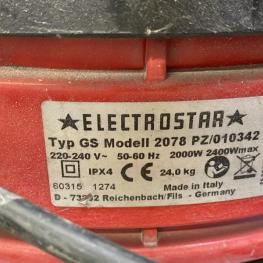 ELECTROSTAR
Typ GS Modell 2078 PZ/010342
220-240 V~ 50-60 Hz 2000W 2400Wmax
IPX4 CE 24,0 kg
60315 1274 Made in Italy
Reichenbach/Fils - Germany